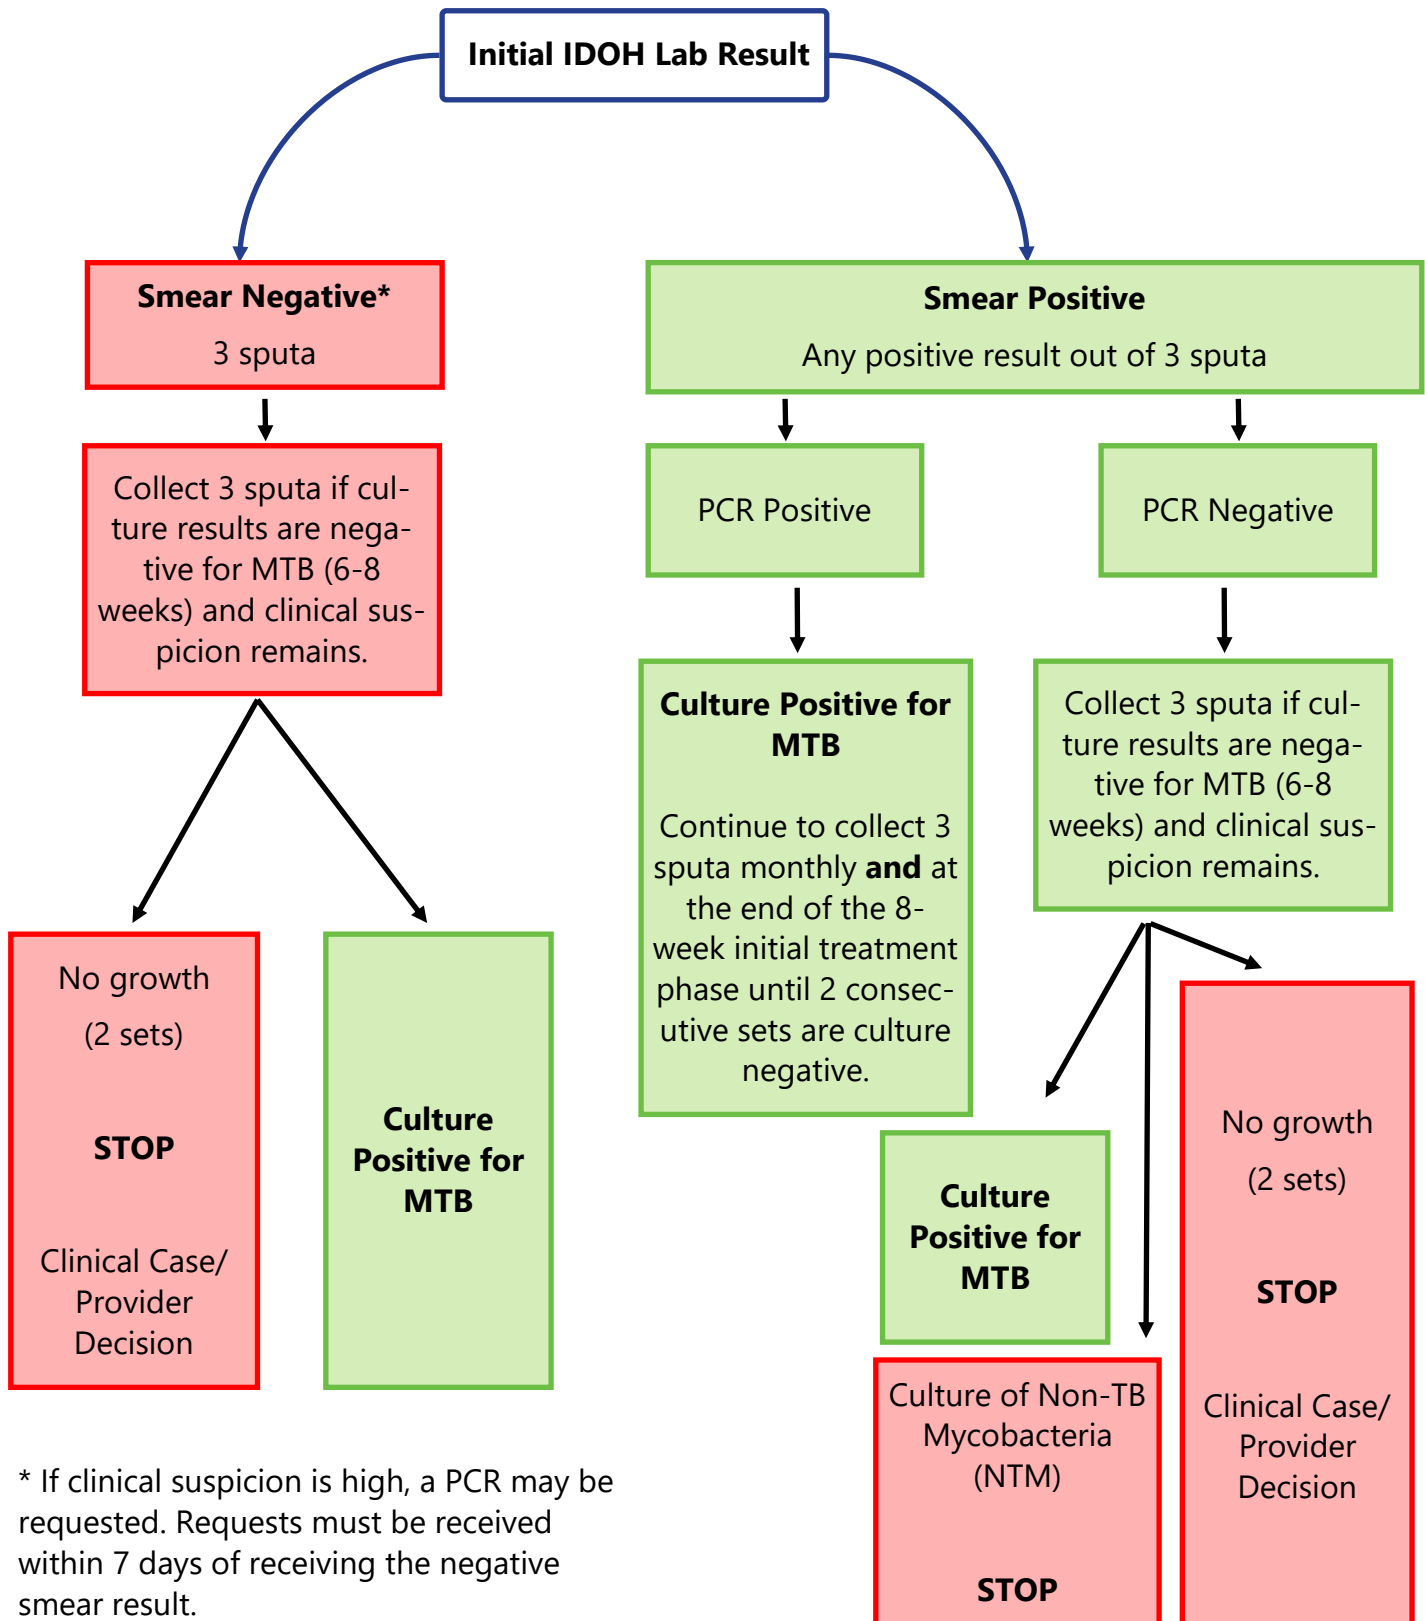 Initial IDOH Lab Result
Smear Negative*
3 sputa
Smear Positive
Any positive result out of 3 sputa
Collect 3 sputa if cul-
ture results are nega-
tive for MTB (6-8
weeks) and clinical sus-
picion remains.
PCR Positive
PCR Negative
Culture Positive for
MTB
Continue to collect 3
sputa monthly and at
the end of the 8-
week initial treatment
phase until 2 consec-
utive sets are culture
negative.
Collect 3 sputa if cul-
ture results are nega-
tive for MTB (6-8
weeks) and clinical sus-
picion remains.
No growth
(2 sets)
STOP
Clinical Case/
Provider
Decision
Culture
Positive for
MTB
Culture
Positive for
MTB
Culture of Non-TB
Mycobacteria
(NTM)
STOP
No growth
(2 sets)
STOP
Clinical Case/
Provider
Decision
* If clinical suspicion is high, a PCR may be
requested. Requests must be received
within 7 days of receiving the negative
smear result.